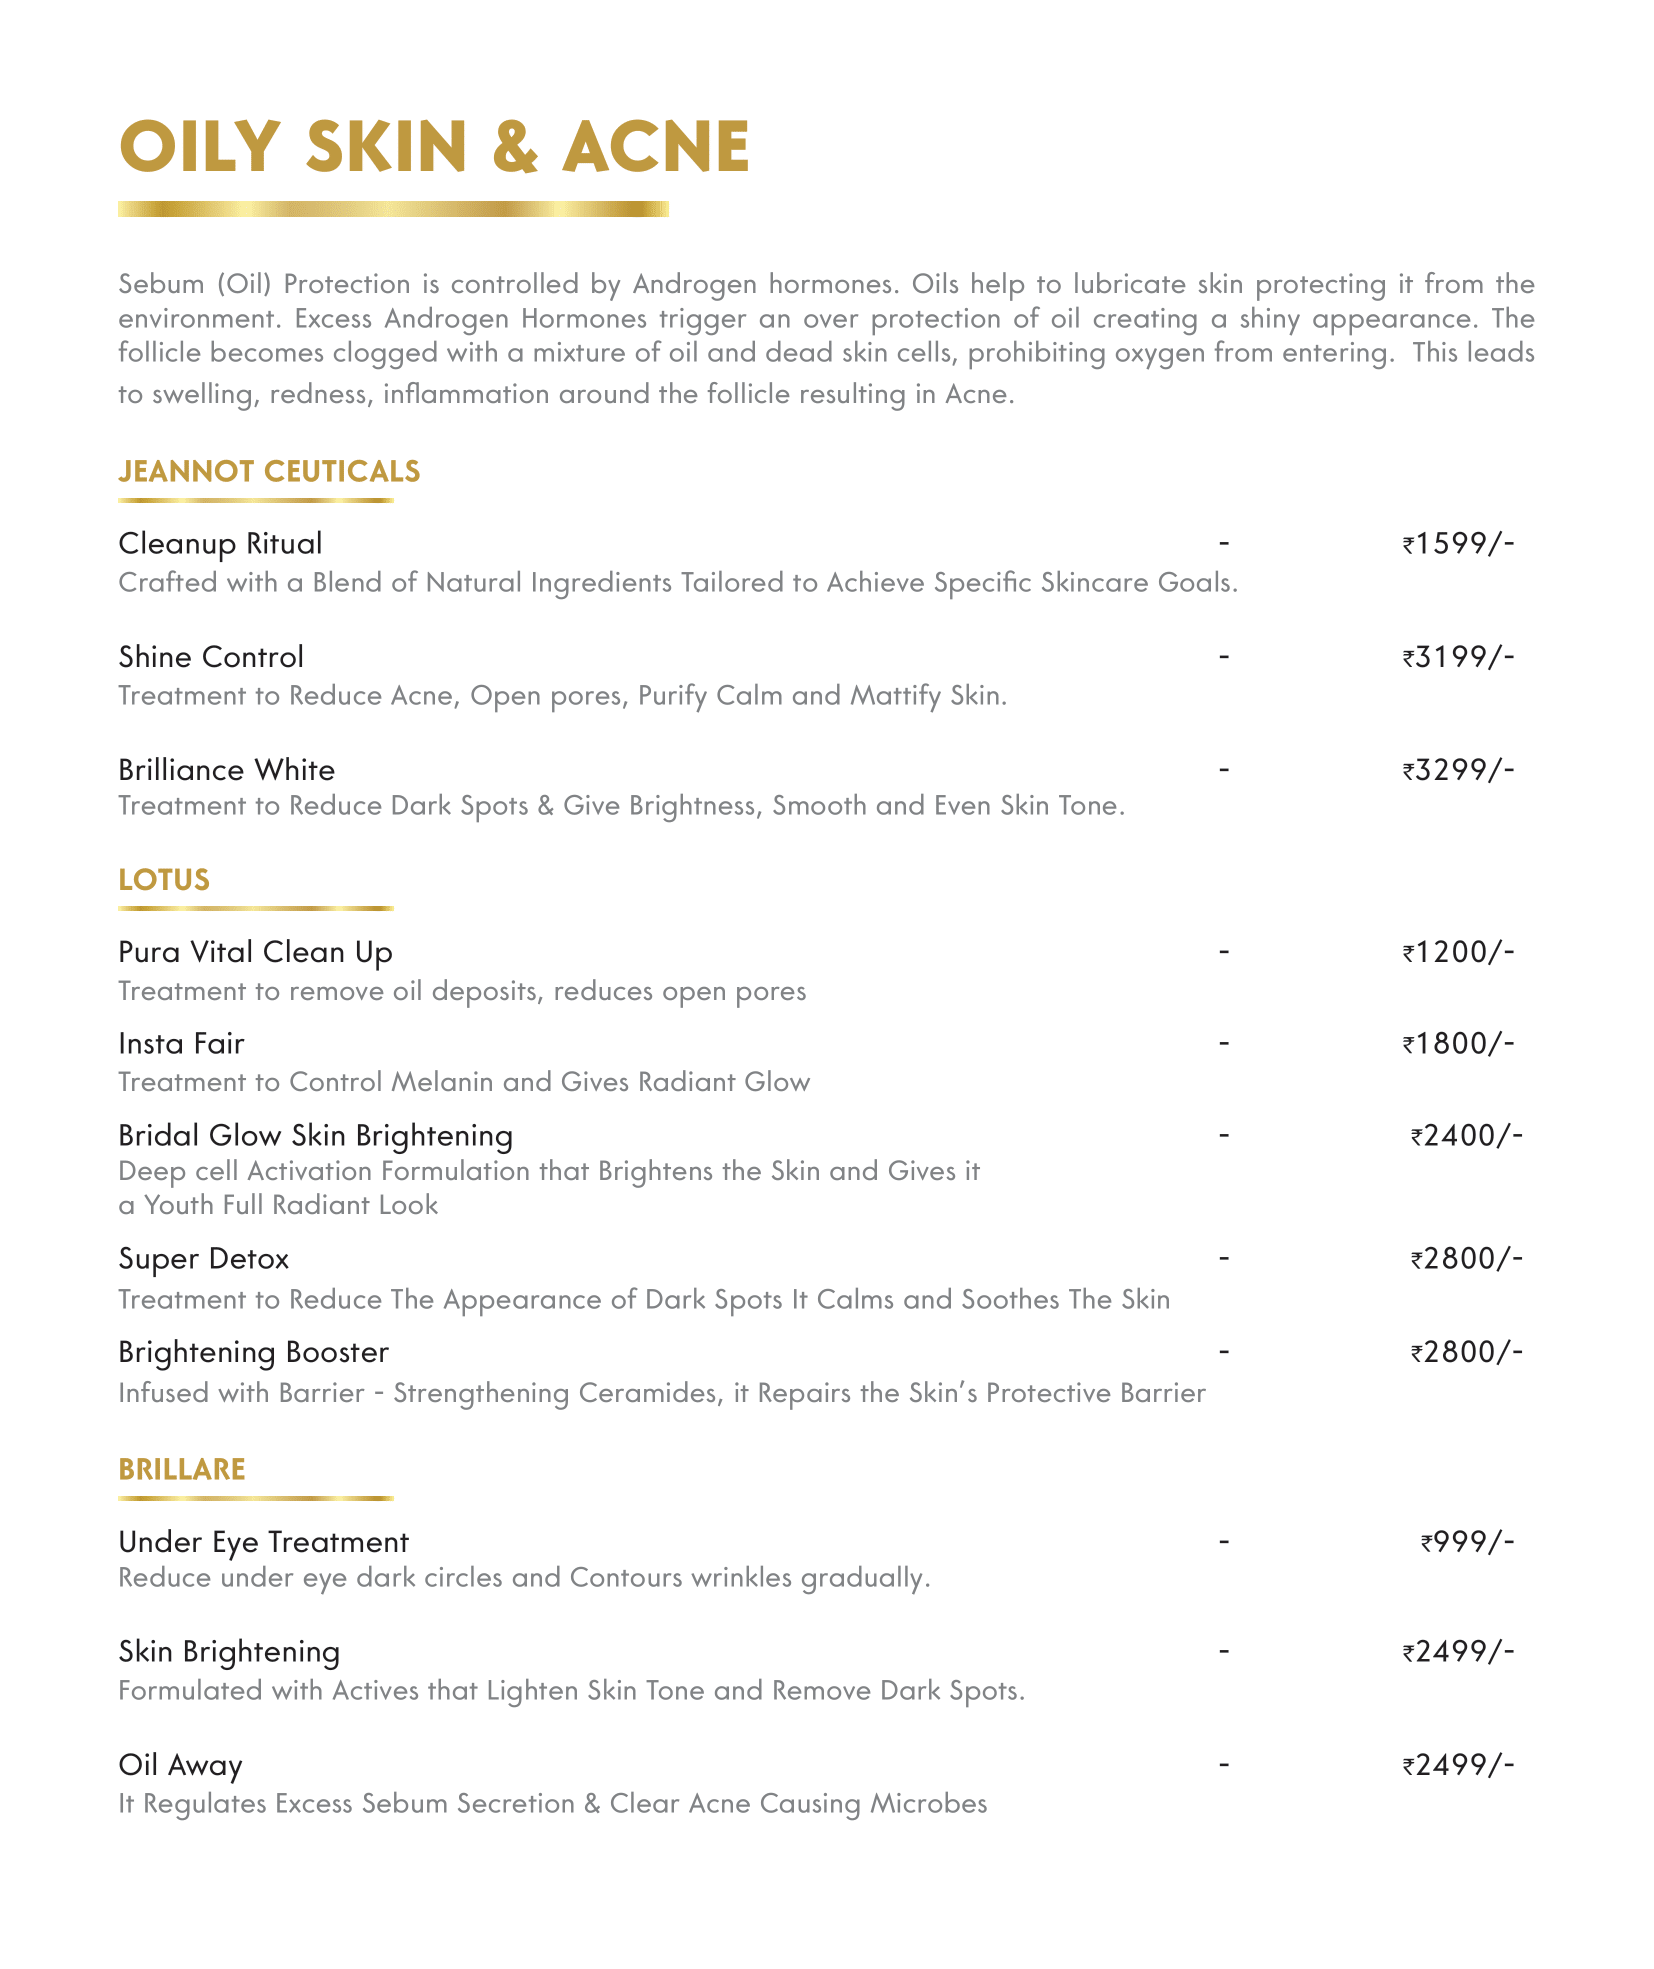 OILY SKIN & ACNE
Sebum (Oil) Protection is controlled by Androgen hormones. Oils help to lubricate skin protecting it from the
environment. Excess Androgen Hormones trigger an over protection of oil creating a shiny appearance. The
follicle becomes clogged with a mixture of oil and dead skin cells, prohibiting oxygen from entering. This leads
to swelling, redness, inflammation around the follicle resulting in Acne.
JEANNOT CEUTICALS
Cleanup Ritual - ₹1599/-
Crafted with a Blend of Natural Ingredients Tailored to Achieve Specific Skincare Goals.
Shine Control - ₹3199/-
Treatment to Reduce Acne, Open pores, Purify Calm and Mattify Skin.
Brilliance White - ₹3299/-
Treatment to Reduce Dark Spots & Give Brightness, Smooth and Even Skin Tone.
LOTUS
Pura Vital Clean Up - ₹1200/-
Treatment to remove oil deposits, reduces open pores
Insta Fair - ₹1800/-
Treatment to Control Melanin and Gives Radiant Glow
Bridal Glow Skin Brightening - ₹2400/-
Deep cell Activation Formulation that Brightens the Skin and Gives it
a Youth Full Radiant Look
Super Detox - ₹2800/-
Treatment to Reduce The Appearance of Dark Spots It Calms and Soothes The Skin
Brightening Booster - ₹2800/-
Infused with Barrier - Strengthening Ceramides, it Repairs the Skin's Protective Barrier
BRILLARE
Under Eye Treatment - ₹999/-
Reduce under eye dark circles and Contours wrinkles gradually.
Skin Brightening - ₹2499/-
Formulated with Actives that Lighten Skin Tone and Remove Dark Spots.
Oil Away - ₹2499/-
It Regulates Excess Sebum Secretion & Clear Acne Causing Microbes